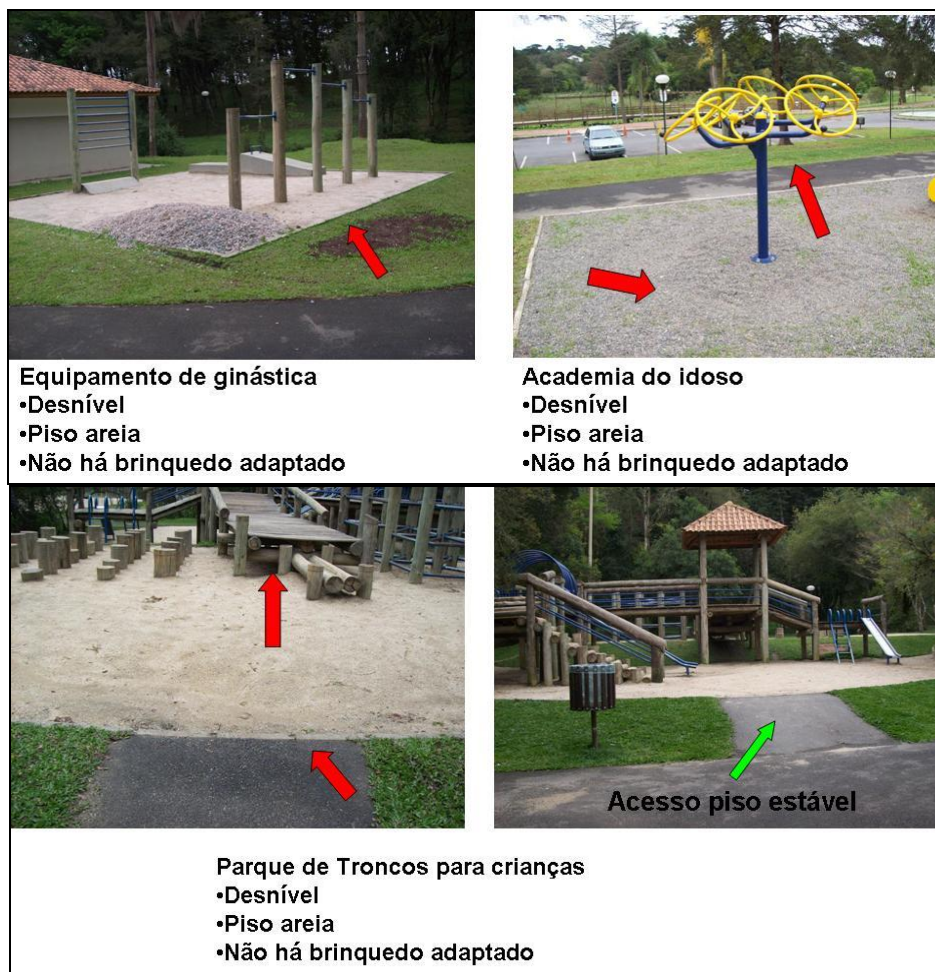 Equipamento de ginástica
•Desnível
•Piso areia
•Não há brinquedo adaptado
Academia do idoso
•Desnível
•Piso areia
•Não há brinquedo adaptado
Acesso piso estável
Parque de Troncos para crianças
•Desnível
•Piso areia
•Não há brinquedo adaptado